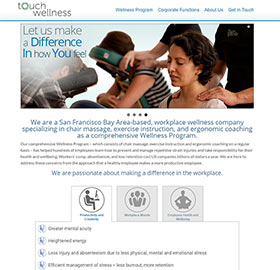 touch
wellness
Wellness Program  Corporate Functions  About Us  Get in Touch
Let us make
a Difference
In how You feel
We are a San Francisco Bay Area-based, workplace wellness company
specializing in chair massage, exercise instruction, and ergonomic coaching
as a comprehensive Wellness Program.
Our comprehensive Wellness Program – which consists of chair massage, exercise instruction and ergonomic coaching on a regular
basis – has helped hundreds of employees learn how to prevent and manage repetitive strain injuries and take responsibility for their
health and wellbeing. Workers' comp, absenteeism, and low retention cost US companies billions of dollars a year. We are here to
address these concerns from the approach that a healthy employee makes a more productive employee.
We are passionate about making a difference in the workplace.
Productivity and
Creativity
Workplace Morale
Employee Health and
Wellbeing
Greater mental acuity
Heightened energy
Less injury and absenteeism due to less physical, mental and emotional stress
Efficient management of stress = less burnout, more retention